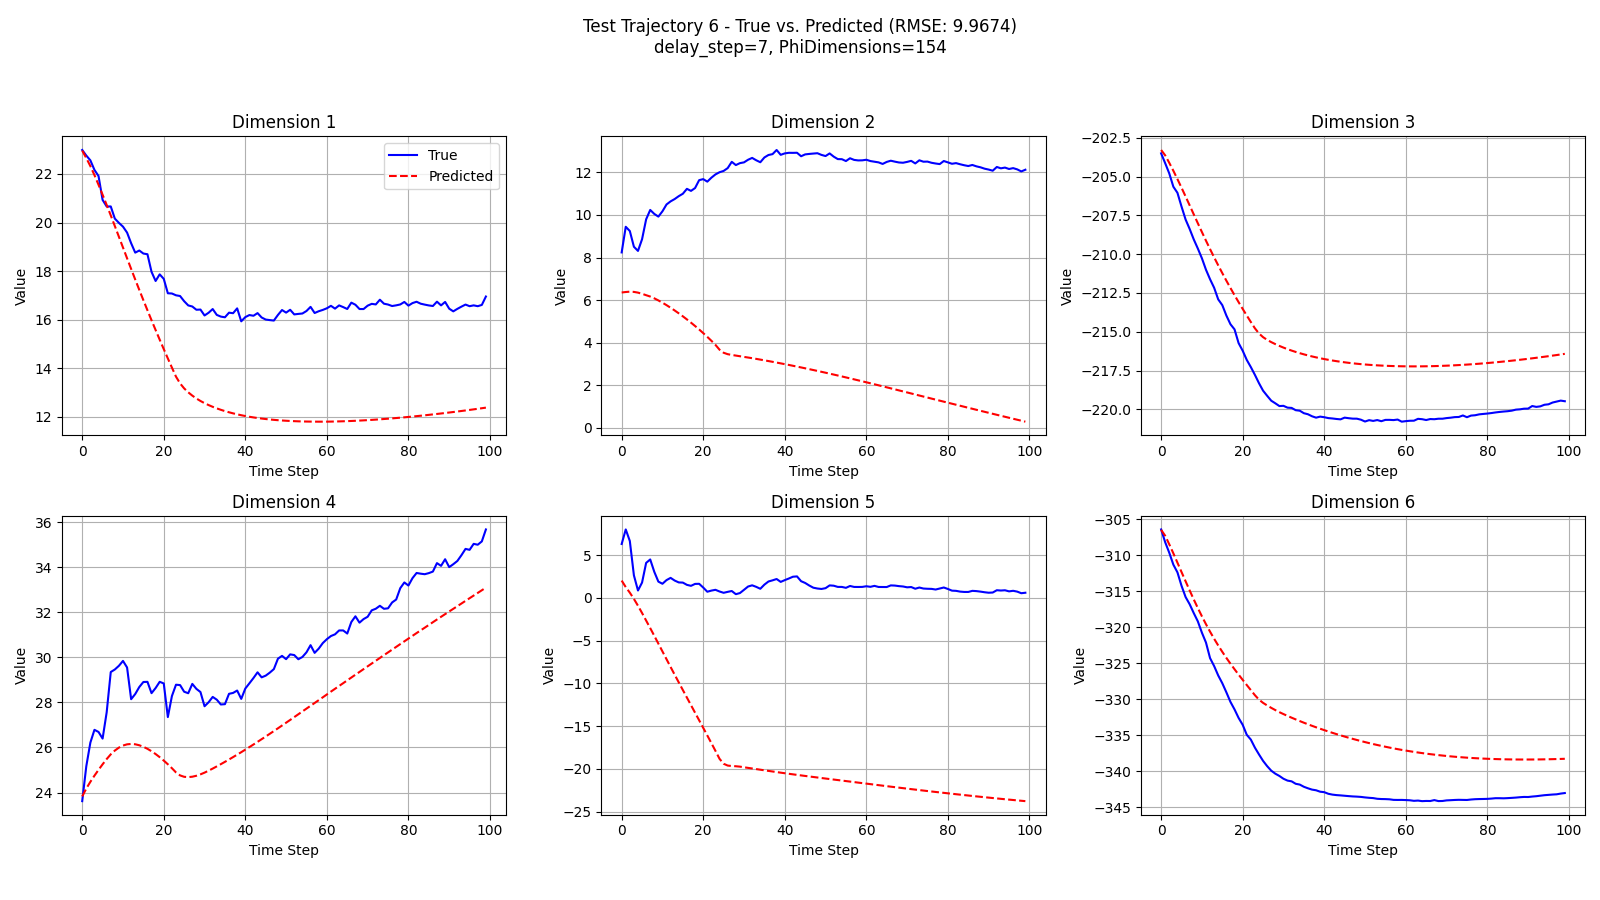 Test Trajectory 6 - True vs. Predicted (RMSE: 9.9674)
delay_step=7, PhiDimensions=154
Dimension 1
True
Predicted
Value
22
20
18
16
14
12
0 20 40 60 80 100
Time Step
Dimension 2
Value
12
10
8
6
4
2
0
0 20 40 60 80 100
Time Step
Dimension 3
Value
−202.5
−205.0
−207.5
−210.0
−212.5
−215.0
−217.5
−220.0
0 20 40 60 80 100
Time Step
Dimension 4
Value
36
34
32
30
28
26
24
0 20 40 60 80 100
Time Step
Dimension 5
Value
5
0
−5
−10
−15
−20
−25
0 20 40 60 80 100
Time Step
Dimension 6
Value
−305
−310
−315
−320
−325
−330
−335
−340
−345
0 20 40 60 80 100
Time Step